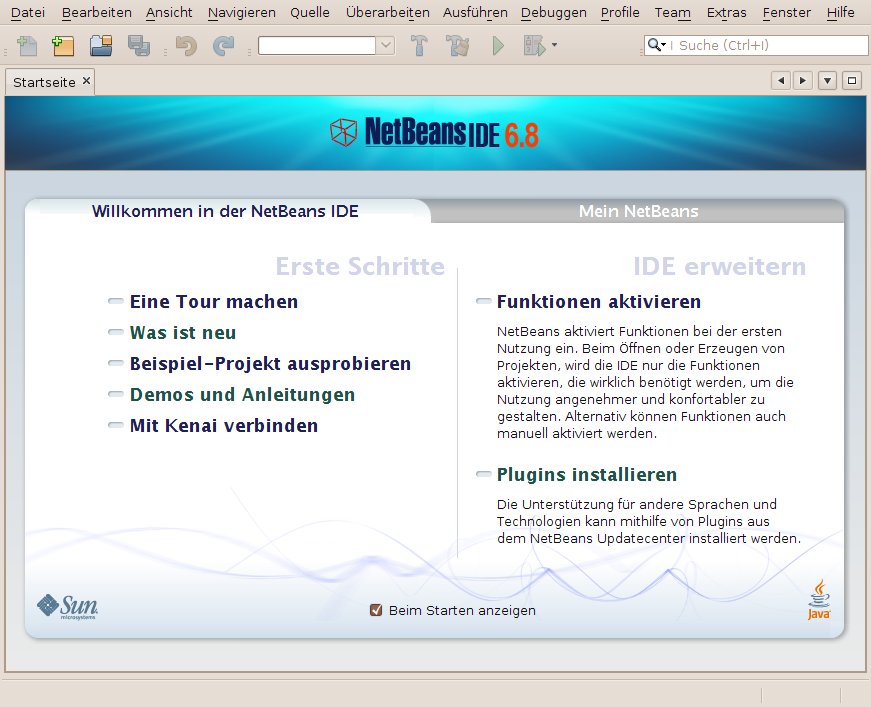 Datei Bearbeiten Ansicht Navigieren Quelle Überarbeiten Ausführen Debuggen Profile Team Extras Fenster Hilfe
Suche (Ctrl+I)
Startseite
NetBeans IDE 6.8
Willkommen in der NetBeans IDE
Mein NetBeans
Erste Schritte
Eine Tour machen
Was ist neu
Beispiel-Projekt ausprobieren
Demos und Anleitungen
Mit Kenai verbinden
IDE erweitern
Funktionen aktivieren
NetBeans aktiviert Funktionen bei der ersten
Nutzung ein. Beim Öffnen oder Erzeugen von
Projekten, wird die IDE nur die Funktionen
aktivieren, die wirklich benötigt werden, um die
Nutzung angenehmer und konfortabler zu
gestalten. Alternativ können Funktionen auch
manuell aktiviert werden.
Plugins installieren
Die Unterstützung für andere Sprachen und
Technologien kann mithilfe von Plugins aus
dem NetBeans Updatecenter installiert werden.
Sun
microsystems
Beim Starten anzeigen
Java